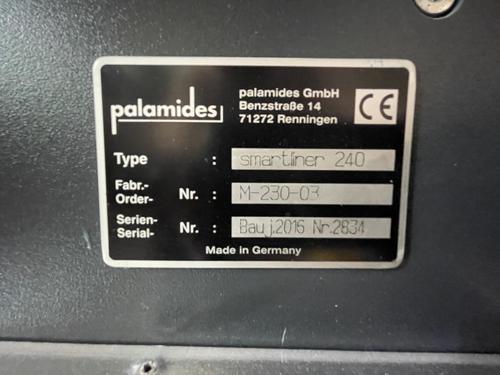 palamides
palamides GmbH
Benzstraße 14
71272 Renningen
CE
Type : smartliner 240
Fabr.-
Order- Nr. : M-230-03
Serien-
Serial- Nr. : Bauj.2016 Nr.2834
Made in Germany